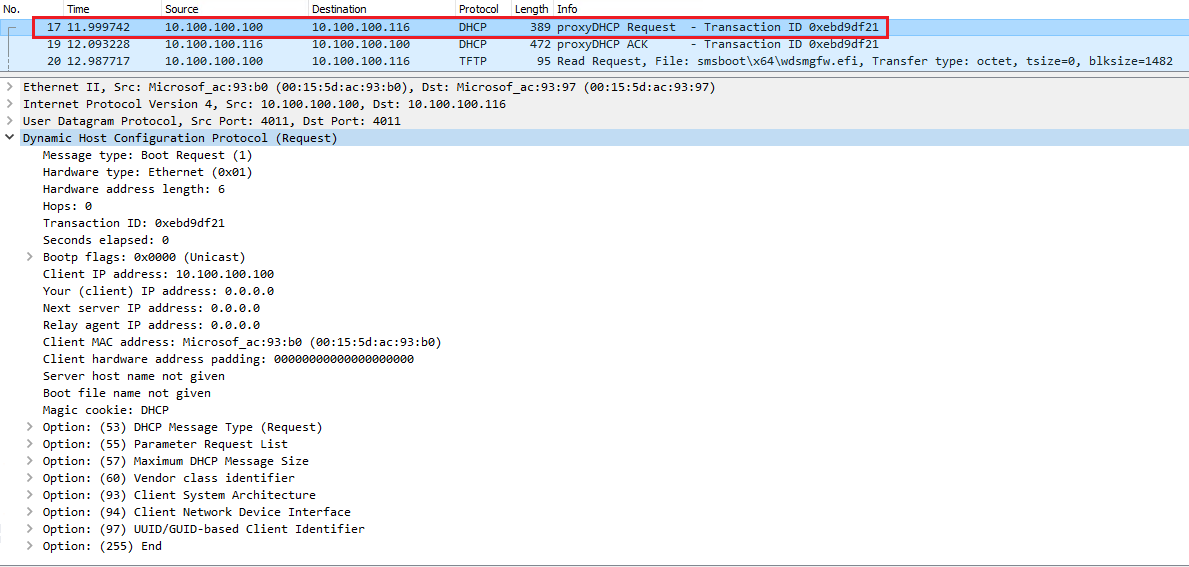 No. Time Source Destination Protocol Length Info
17 11.999742 10.100.100.100 10.100.100.116 DHCP 389 proxyDHCP Request - Transaction ID 0xebd9df21
19 12.093228 10.100.100.116 10.100.100.100 DHCP 472 proxyDHCP ACK - Transaction ID 0xebd9df21
20 12.987717 10.100.100.100 10.100.100.116 TFTP 95 Read Request, File: smsboot\x64\wdsmgfw.efi, Transfer type: octet, tsize=0, blksize=1482
Ethernet II, Src: Microsof_ac:93:b0 (00:15:5d:ac:93:b0), Dst: Microsof_ac:93:97 (00:15:5d:ac:93:97)
Internet Protocol Version 4, Src: 10.100.100.100, Dst: 10.100.100.116
User Datagram Protocol, Src Port: 4011, Dst Port: 4011
Dynamic Host Configuration Protocol (Request)
Message type: Boot Request (1)
Hardware type: Ethernet (0x01)
Hardware address length: 6
Hops: 0
Transaction ID: 0xebd9df21
Seconds elapsed: 0
Bootp flags: 0x0000 (Unicast)
Client IP address: 10.100.100.100
Your (client) IP address: 0.0.0.0
Next server IP address: 0.0.0.0
Relay agent IP address: 0.0.0.0
Client MAC address: Microsof_ac:93:b0 (00:15:5d:ac:93:b0)
Client hardware address padding: 00000000000000000000
Server host name not given
Boot file name not given
Magic cookie: DHCP
Option: (53) DHCP Message Type (Request)
Option: (55) Parameter Request List
Option: (57) Maximum DHCP Message Size
Option: (60) Vendor class identifier
Option: (93) Client System Architecture
Option: (94) Client Network Device Interface
Option: (97) UUID/GUID-based Client Identifier
Option: (255) End